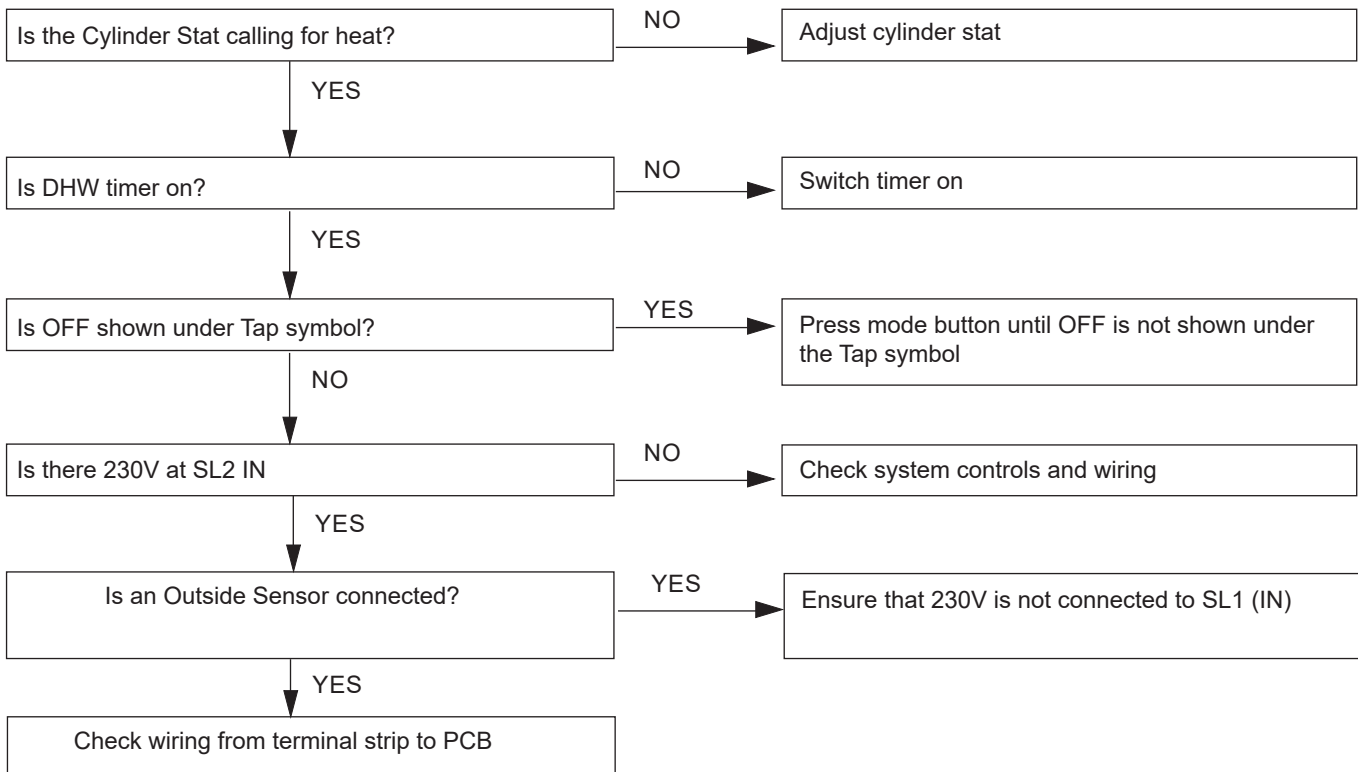 Is the Cylinder Stat calling for heat?
NO
Adjust cylinder stat
YES
Is DHW timer on?
NO
Switch timer on
YES
Is OFF shown under Tap symbol?
YES
Press mode button until OFF is not shown under
the Tap symbol
NO
Is there 230V at SL2 IN
NO
Check system controls and wiring
YES
Is an Outside Sensor connected?
YES
Ensure that 230V is not connected to SL1 (IN)
YES
Check wiring from terminal strip to PCB